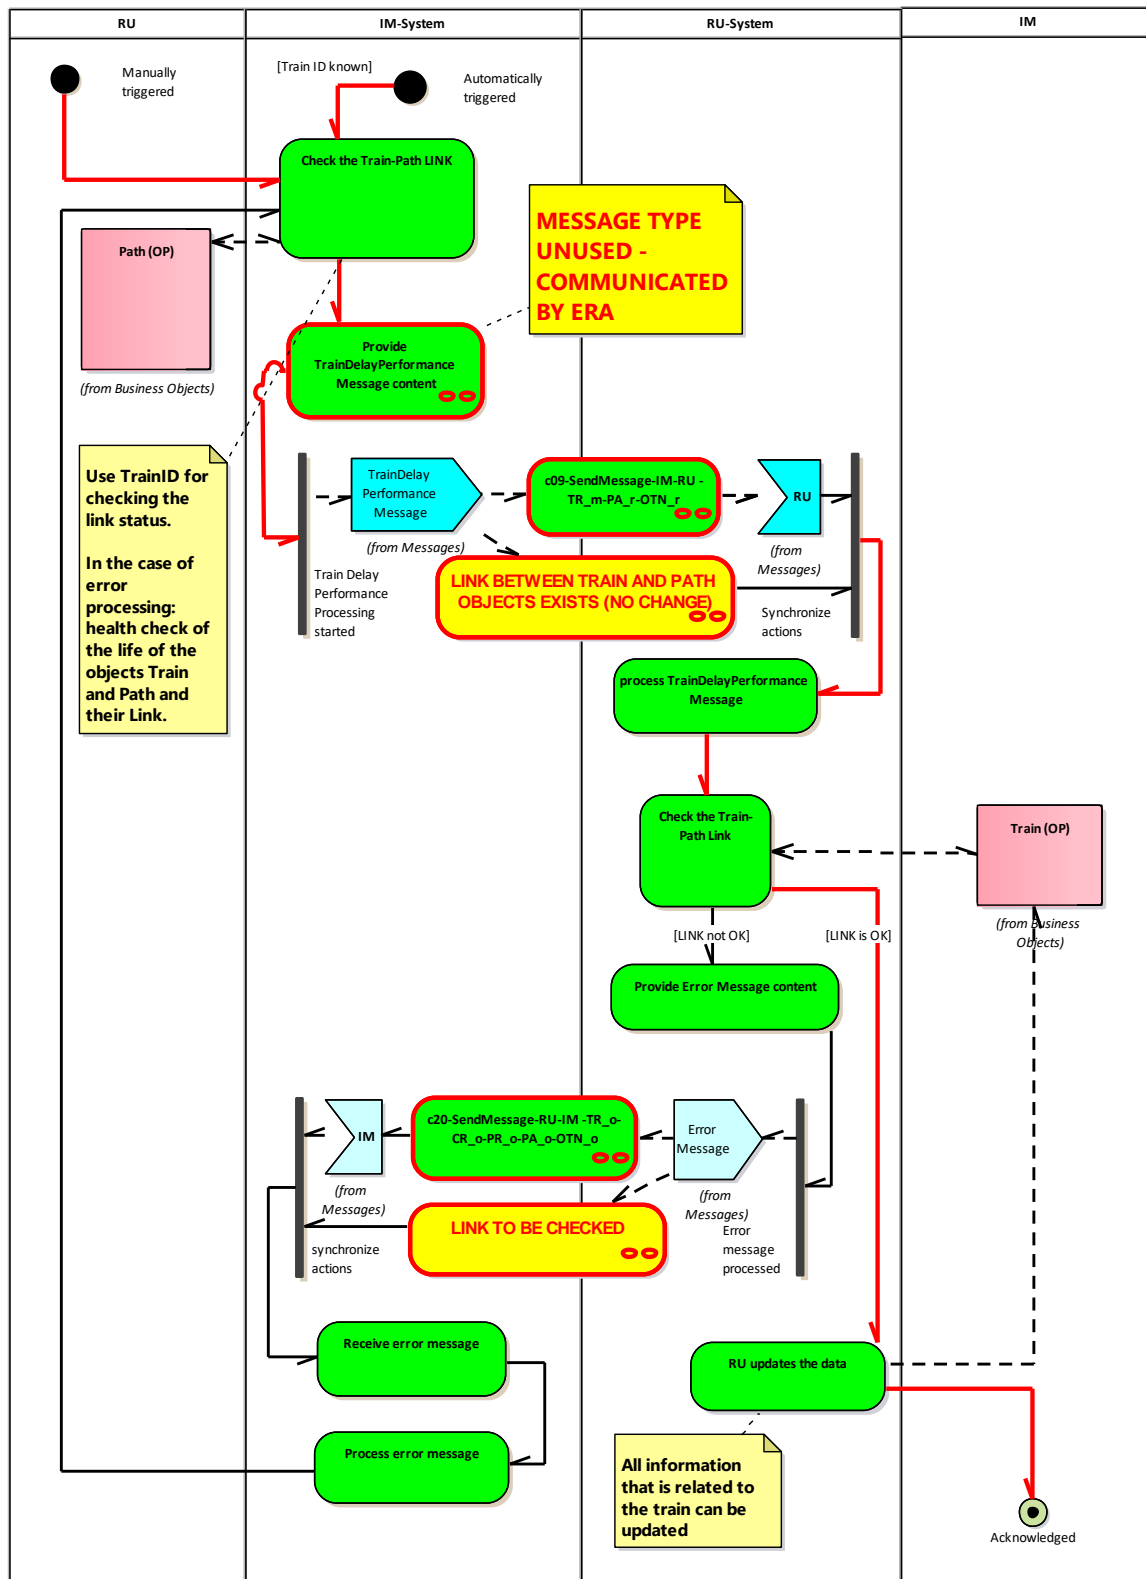 RU
IM-System
RU-System
IM
Manually
triggered
[Train ID known]
Automatically
triggered
Check the Train-Path LINK
MESSAGE TYPE
UNUSED -
COMMUNICATED
BY ERA
Path (OP)
(from Business Objects)
Provide
TrainDelayPerformance
Message content
Use TrainID for
checking the
link status.
In the case of
error
processing:
health check of
the life of the
objects Train
and Path and
their Link.
TrainDelay
Performance
Message
(from Messages)
c09-SendMessage-IM-RU -
TR_m-PA_r-OTN_r
RU
(from
Messages)
Train Delay
Performance
Processing
started
LINK BETWEEN TRAIN AND PATH
OBJECTS EXISTS (NO CHANGE)
Synchronize
actions
process TrainDelayPerformance
Message
Check the Train-
Path Link
Train (OP)
(from Business
Objects)
[LINK not OK]
[LINK is OK]
Provide Error Message content
IM
(from
Messages)
c20-SendMessage-RU-IM -TR_o-
CR_o-PR_o-PA_o-OTN_o
Error
Message
(from
Messages)
LINK TO BE CHECKED
synchronize
actions
Error
message
processed
Receive error message
RU updates the data
Process error message
All information
that is related to
the train can be
updated
Acknowledged